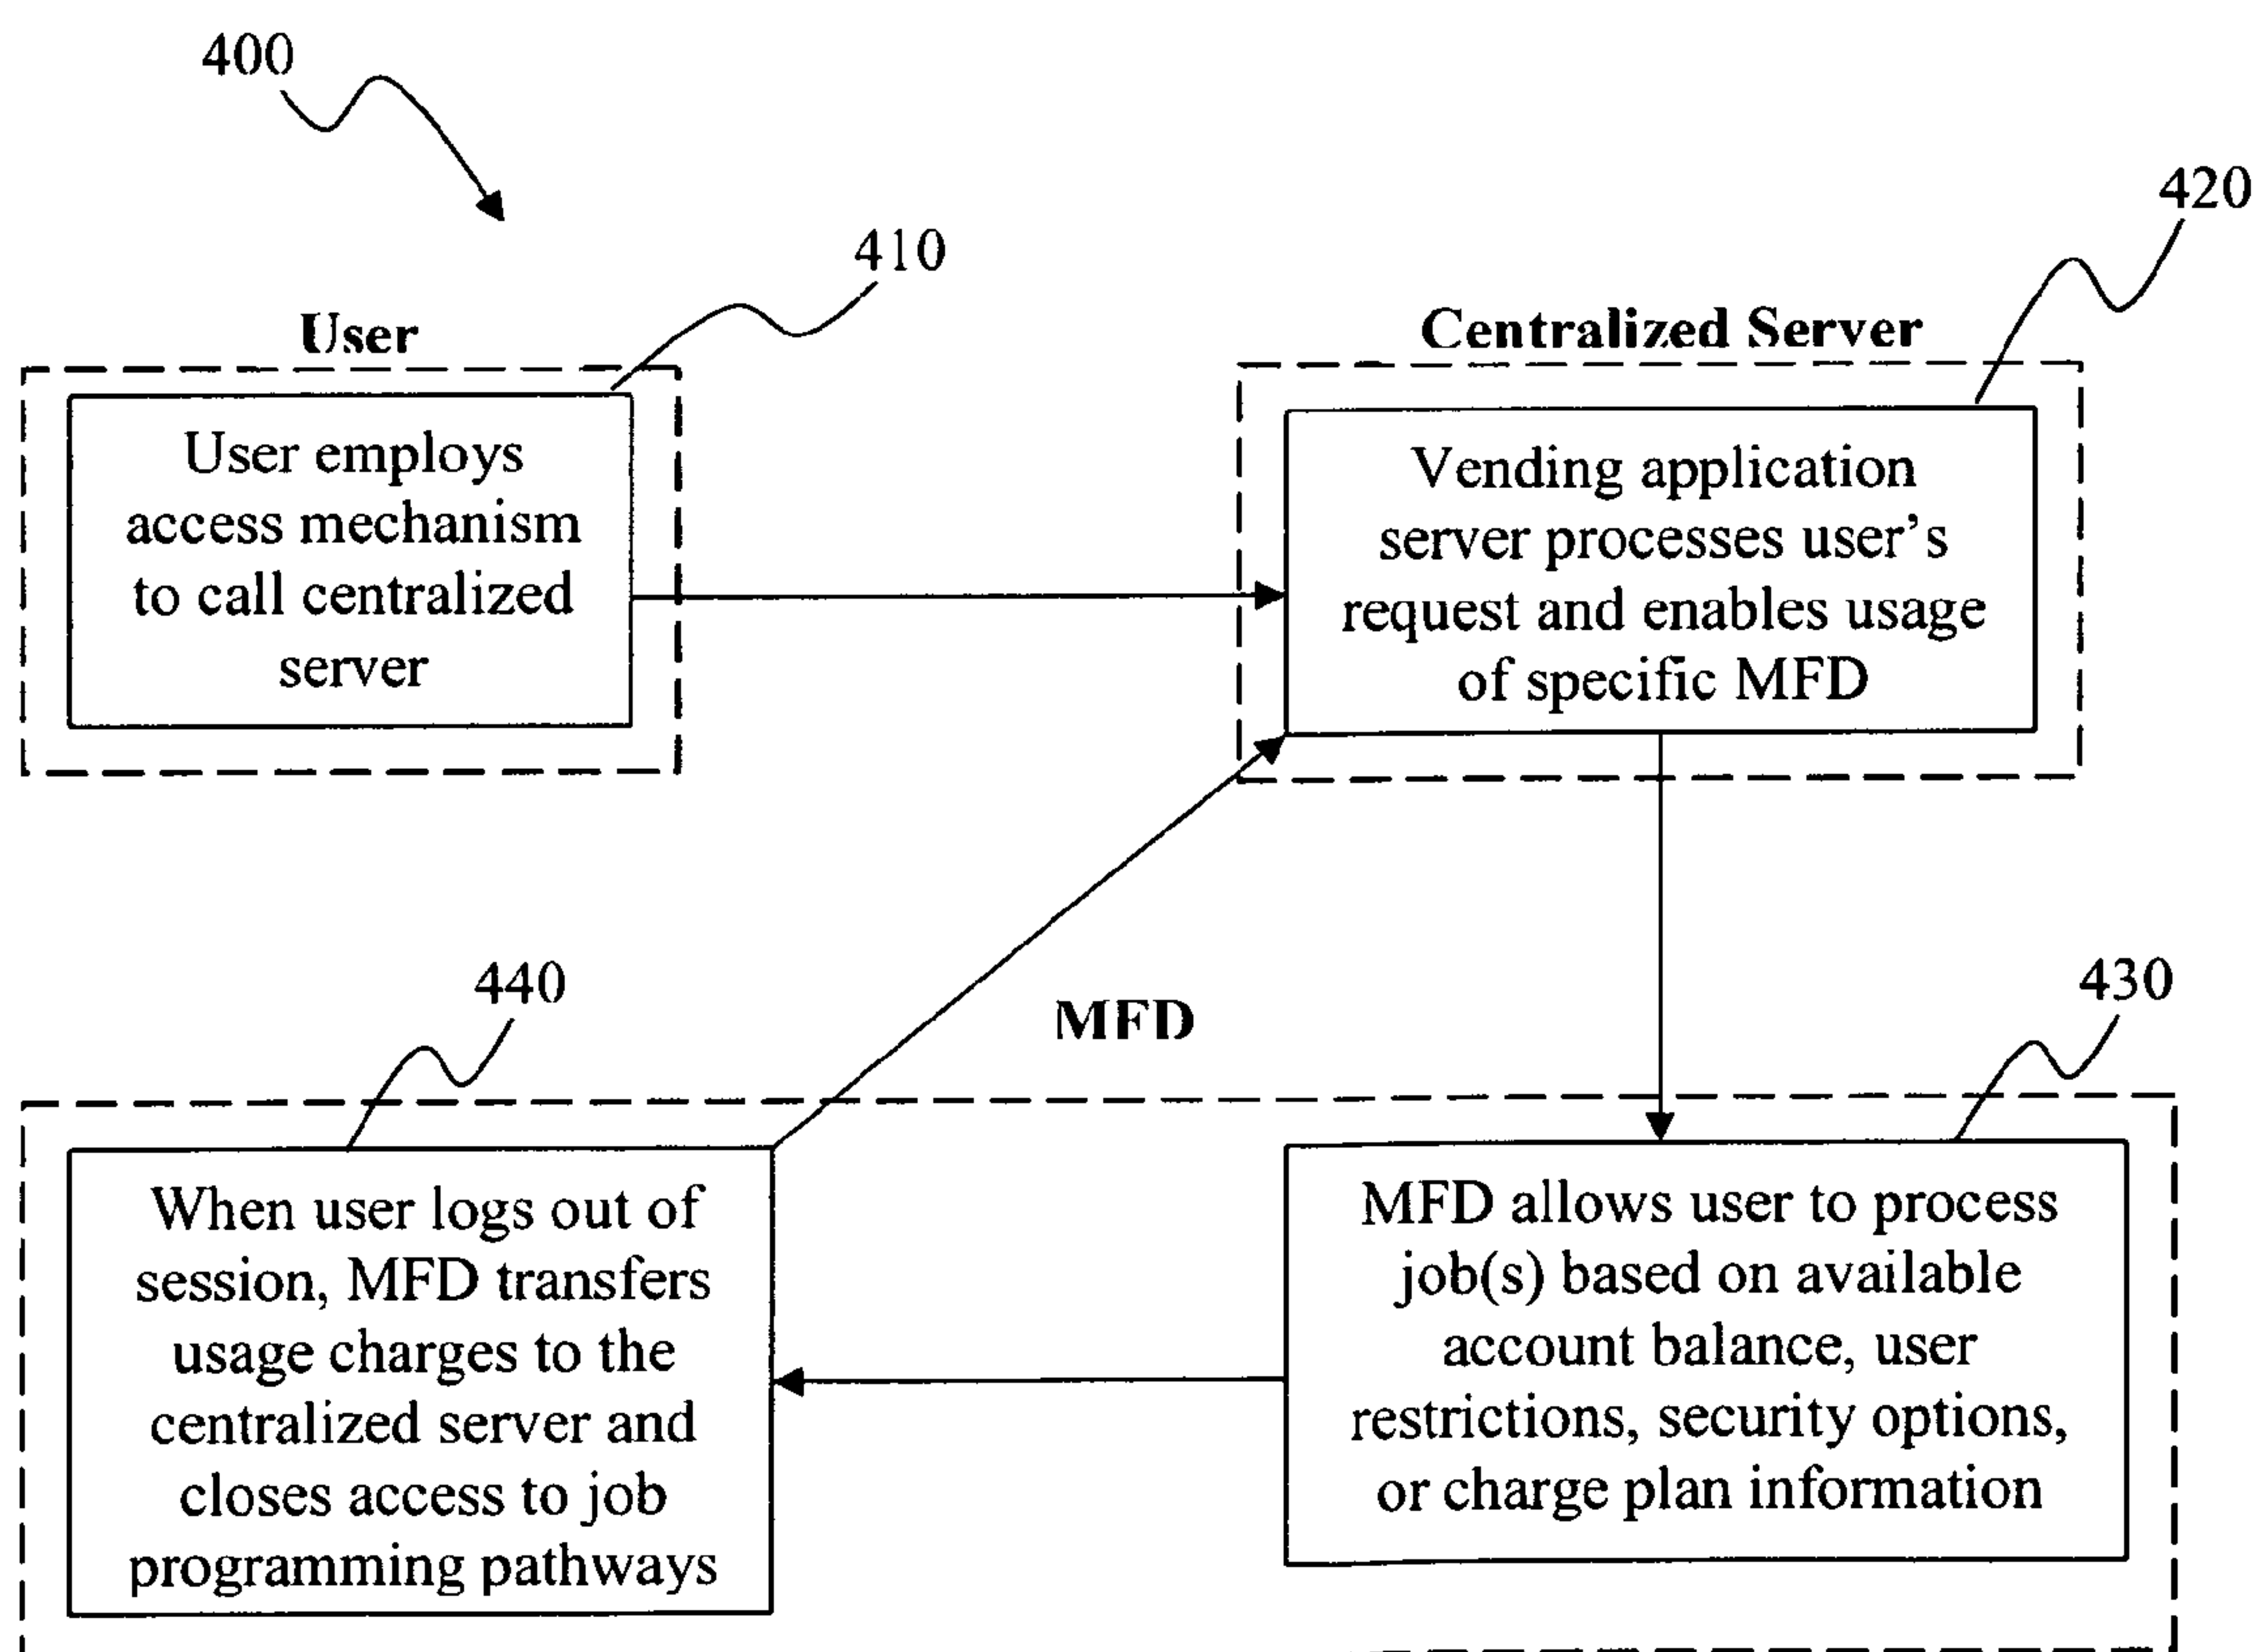 400
420
410
User
Centralized Server
User employs
access mechanism
to call centralized
server
Vending application
server processes user's
request and enables usage
of specific MFD
440
MFD
430
When user logs out of
session, MFD transfers
usage charges to the
centralized server and
closes access to job
programming pathways
MFD allows user to process
job(s) based on available
account balance, user
restrictions, security options,
or charge plan information